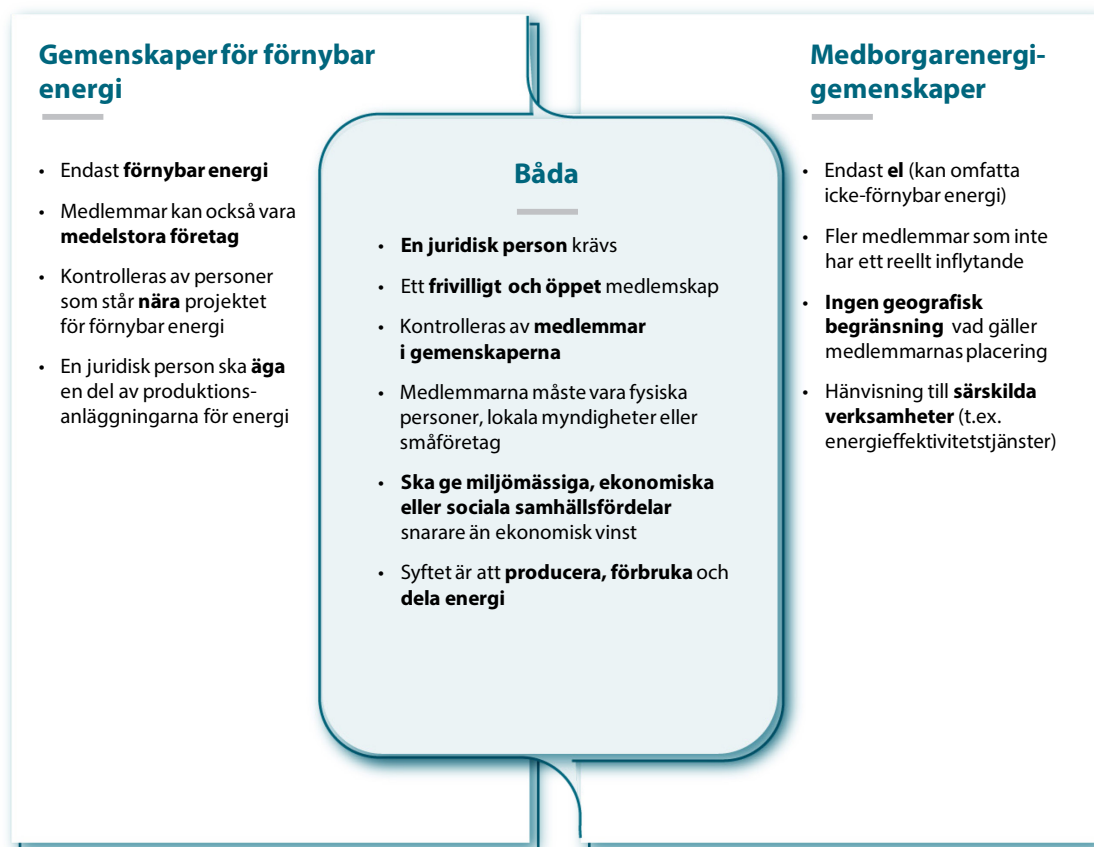 Gemenskaper för förnybar
energi
• Endast förnybar energi
• Medlemmar kan också vara
medelstora företag
• Kontrolleras av personer
som står nära projektet
för förnybar energi
• En juridisk person ska äga
en del av produktions-
anläggningarna för energi
Båda
• En juridisk person krävs
• Ett frivilligt och öppet medlemskap
• Kontrolleras av medlemmar
i gemenskaperna
• Medlemmarna måste vara fysiska
personer, lokala myndigheter eller
småföretag
• Ska ge miljömässiga, ekonomiska
eller sociala samhällsfördelar
snarare än ekonomisk vinst
• Syftet är att producera, förbruka och
dela energi
Medborgarenergi-
gemenskaper
• Endast el (kan omfatta
icke-förnybar energi)
• Fler medlemmar som inte
har ett reellt inflytande
• Ingen geografisk
begränsning vad gäller
medlemmarnas placering
• Hänvisning till särskilda
verksamheter (t.ex.
energieffektivitetstjänster)